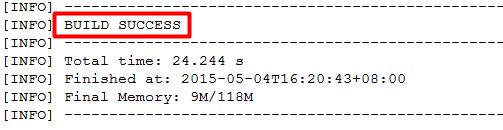 [INFO] ------------------------------------------------
[INFO] BUILD SUCCESS
[INFO] ------------------------------------------------
[INFO] Total time: 24.244 s
[INFO] Finished at: 2015-05-04T16:20:43+08:00
[INFO] Final Memory: 9M/118M
[INFO] ------------------------------------------------